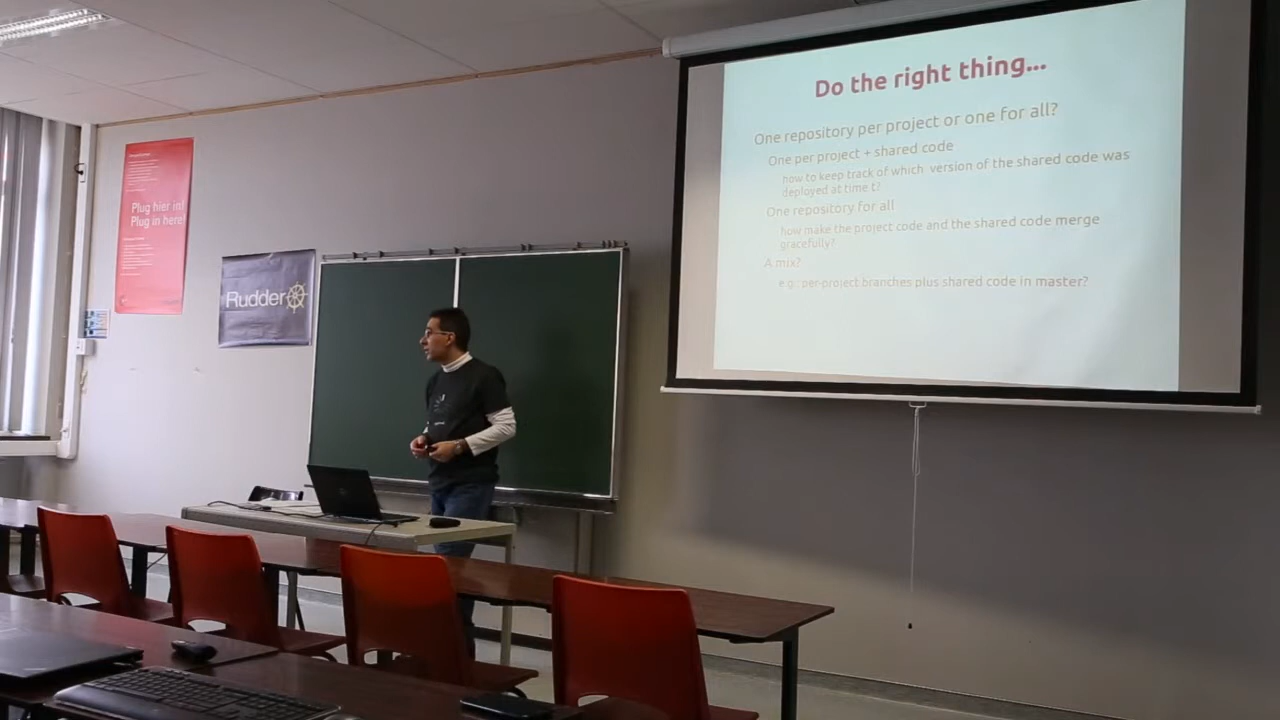 Do the right thing...
One repository per project or one for all?
One per project + shared code
how to keep track of which version of the shared code was
deployed at time t?
One repository for all
how make the project code and the shared code merge
gracefully?
A mix?
e.g.: per-project branches plus shared code in master?
Plug hier in!
Plug in here!
Rudder